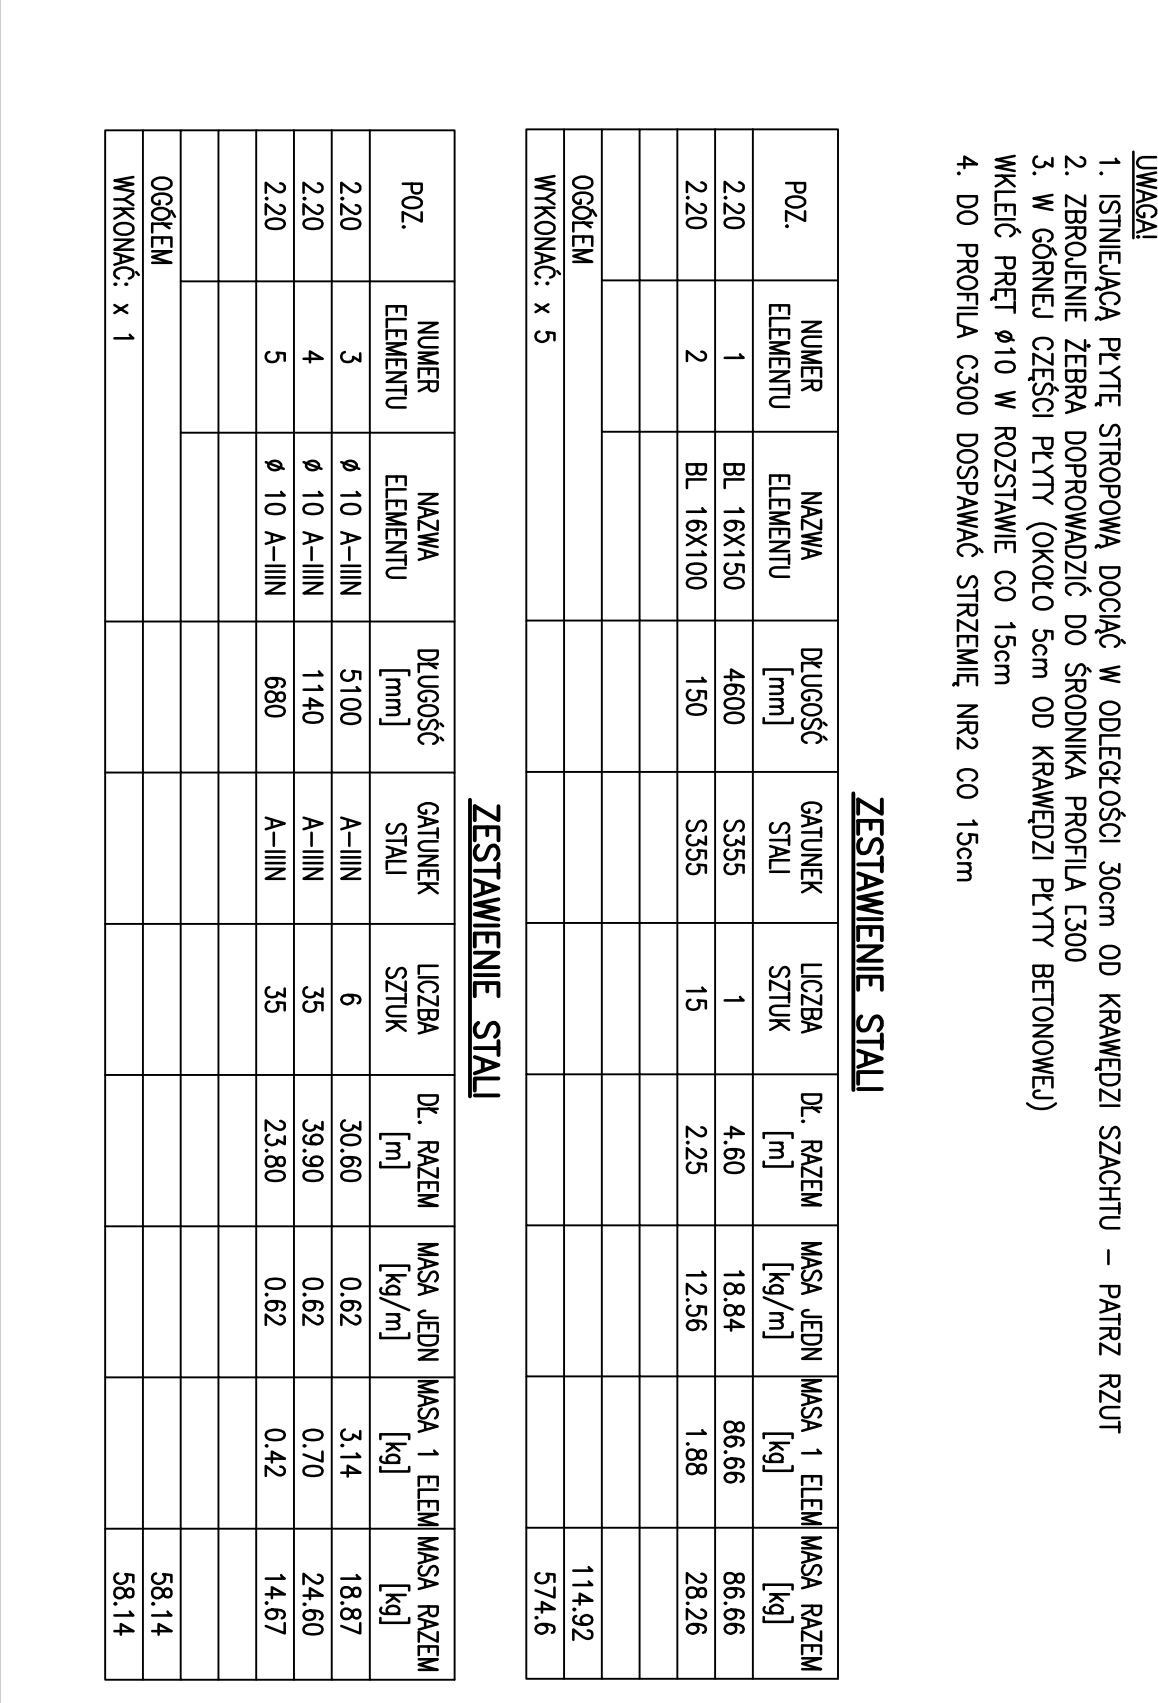 UWAGA!
1. ISTNIEJĄCĄ PŁYTĘ STROPOWĄ DOCIĄĆ W ODLEGŁOŚCI 30cm OD KRAWĘDZI SZACHTU – PATRZ RZUT
2. ZBROJENIE ŻEBRA DOPROWADZIĆ DO ŚRODNIKA PROFILA [300
3. W GÓRNEJ CZĘŚCI PŁYTY (OKOŁO 5cm OD KRAWĘDZI PŁYTY BETONOWEJ)
WKLEIĆ PRĘT ø10 W ROZSTAWIE CO 15cm
4. DO PROFILA C300 DOSPAWAĆ STRZEMIĘ NR2 CO 15cm
ZESTAWIENIE STALI
POZ. NUMER ELEMENTU NAZWA ELEMENTU DŁUGOŚĆ [mm] GATUNEK STALI LICZBA SZTUK DŁ. RAZEM [m] MASA JEDN [kg/m] MASA 1 ELEM [kg] MASA RAZEM [kg]
2.20 1 BL 16X150 4600 S355 1 4.60 18.84 86.66 86.66
2.20 2 BL 16X100 150 S355 15 2.25 12.56 1.88 28.26
OGÓŁEM 114.92
WYKONAĆ: x 5 574.6
ZESTAWIENIE STALI
POZ. NUMER ELEMENTU NAZWA ELEMENTU DŁUGOŚĆ [mm] GATUNEK STALI LICZBA SZTUK DŁ. RAZEM [m] MASA JEDN [kg/m] MASA 1 ELEM [kg] MASA RAZEM [kg]
2.20 3 ø 10 A–IIIN 5100 A–IIIN 6 30.60 0.62 3.14 18.87
2.20 4 ø 10 A–IIIN 1140 A–IIIN 35 39.90 0.62 0.70 24.60
2.20 5 ø 10 A–IIIN 680 A–IIIN 35 23.80 0.62 0.42 14.67
OGÓŁEM 58.14
WYKONAĆ: x 1 58.14